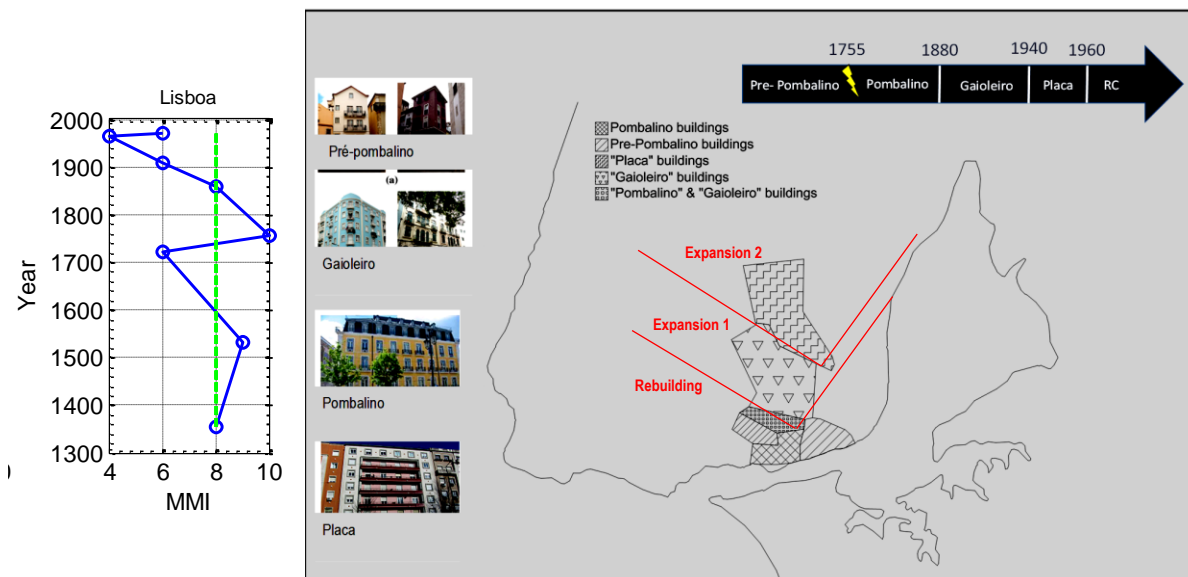 Lisboa
2000
1900
1800
1700
1600
1500
1400
1300
Year
4 6 8 10
MMI
Pré-pombalino
(a)
Gaioleiro
Pombalino
Placa
1755 1880 1940 1960
Pre- Pombalino Pombalino Gaioleiro Placa RC
Pombalino buildings
Pre-Pombalino buildings
"Placa" buildings
"Gaioleiro" buildings
"Pombalino" & "Gaioleiro" buildings
Expansion 2
Expansion 1
Rebuilding